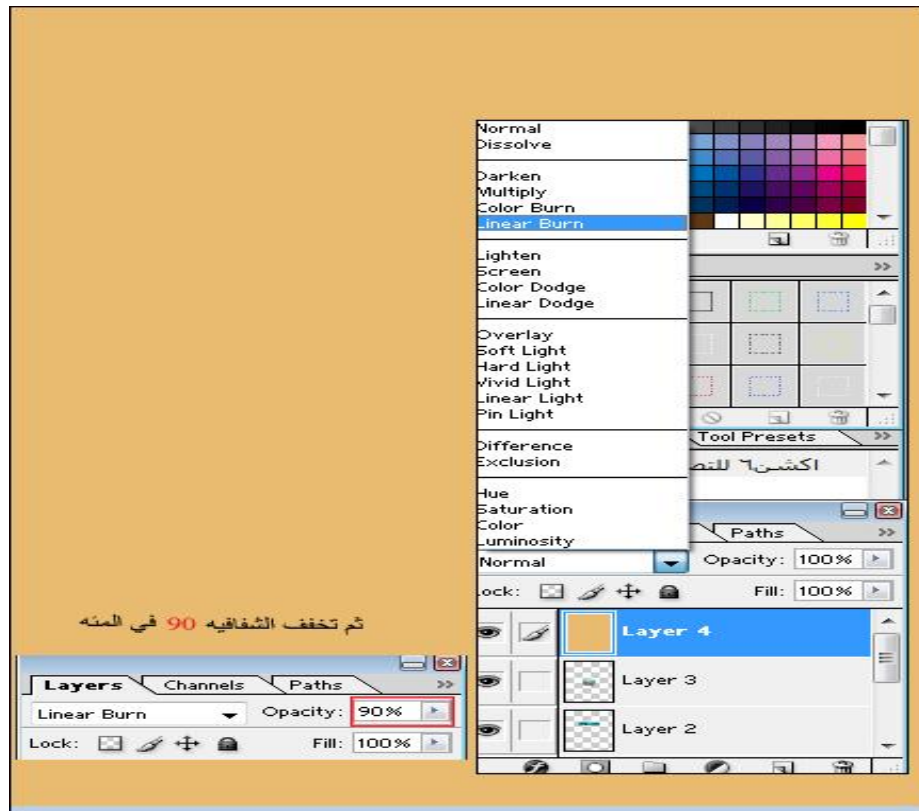 Normal
Dissolve
Darken
Multiply
Color Burn
Linear Burn
Lighten
Screen
Color Dodge
Linear Dodge
Overlay
Soft Light
Hard Light
Vivid Light
Linear Light
Pin Light
Difference
Exclusion
Hue
Saturation
Color
Luminosity
Tool Presets
اكشن٦ للتص
Paths
Normal Opacity: 100%
Lock: Fill: 100%
Layer 4
Layer 3
Layer 2
ثم تخفف الشفافيه 90 في المئه
Layers Channels Paths
Linear Burn Opacity: 90%
Lock: Fill: 100%